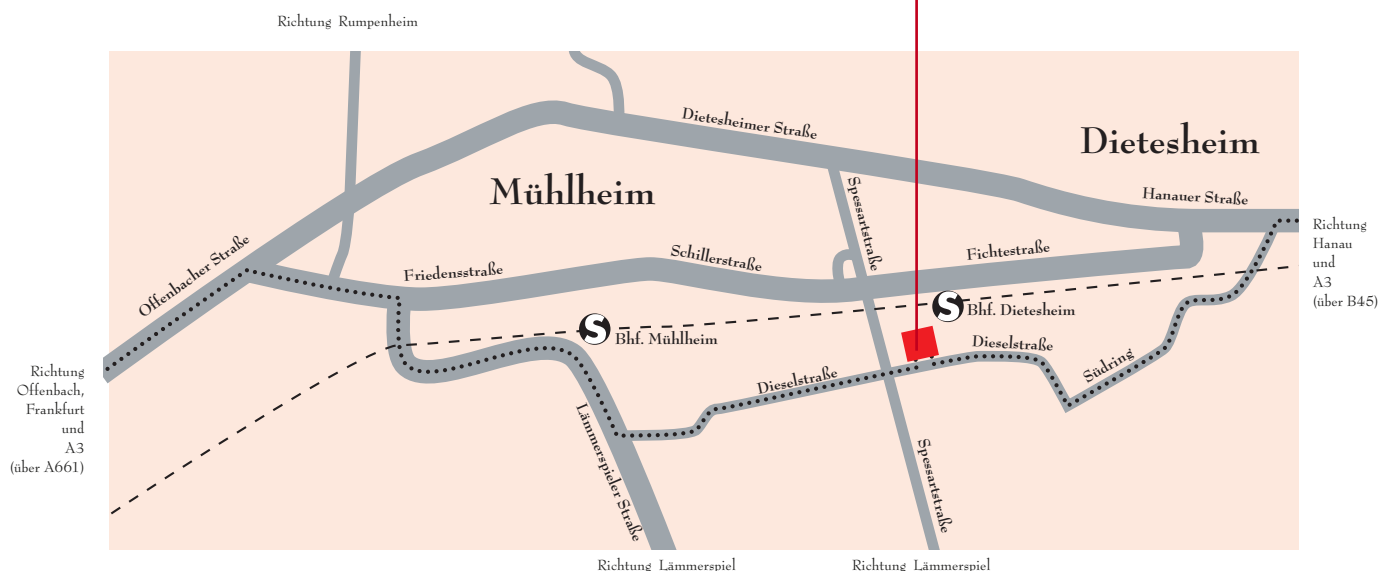 Richtung Rumpenheim
Dietesheimer Straße
Dietesheim
Mühlheim
Spessartstraße
Hanauer Straße
Richtung
Hanau
und
A3
(über B45)
Offenbacher Straße
Friedensstraße
Schillerstraße
Fichtestraße
S
Bhf. Dietesheim
S
Bhf. Mühlheim
Dieselstraße
Südring
Dieselstraße
Richtung
Offenbach,
Frankfurt
und
A3
(über A661)
Lämmerspieler Straße
Spessartstraße
Richtung Lämmerspiel
Richtung Lämmerspiel